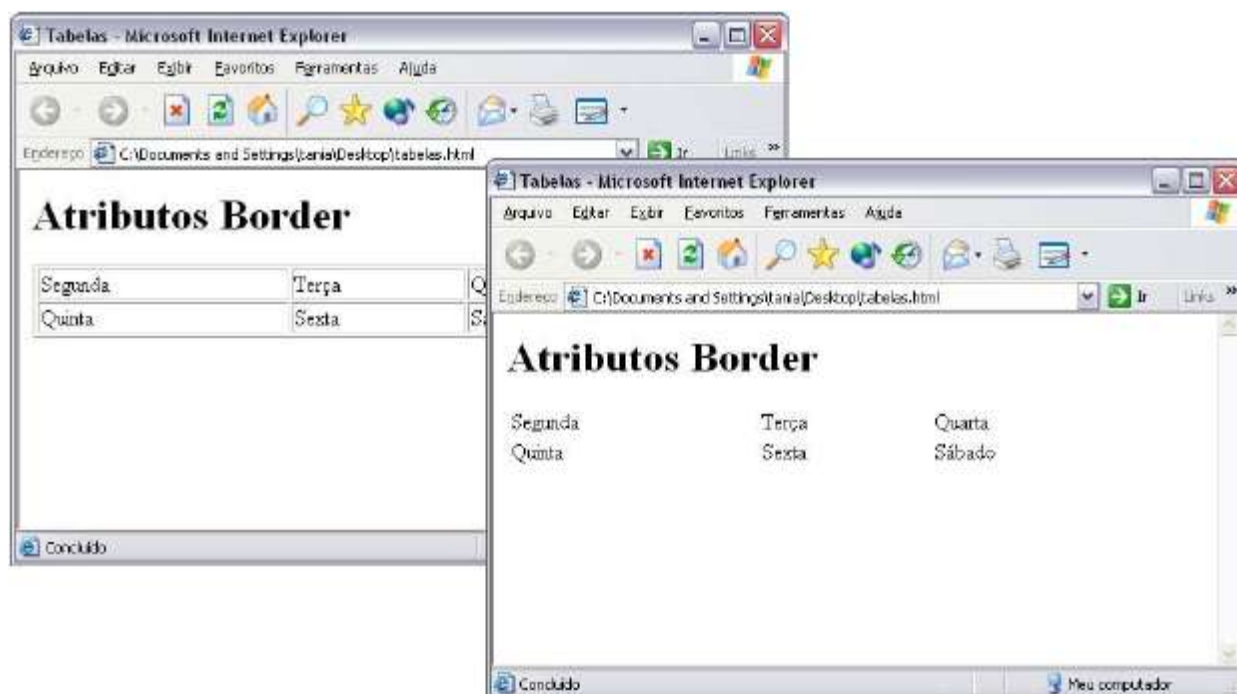 Tabelas - Microsoft Internet Explorer
Arquivo Editar Exibir Favoritos Ferramentas Ajuda
Endereço C:\Documents and Settings\tania\Desktop\tabelas.html Ir Links »
Atributos Border
Segunda Terça Q
Quinta Sexta
Concluído
Tabelas - Microsoft Internet Explorer
Arquivo Editar Exibir Favoritos Ferramentas Ajuda
Endereço C:\Documents and Settings\tania\Desktop\tabelas.html Ir Links »
Atributos Border
Segunda Terça Quarta
Quinta Sexta Sábado
Concluído Meu computador